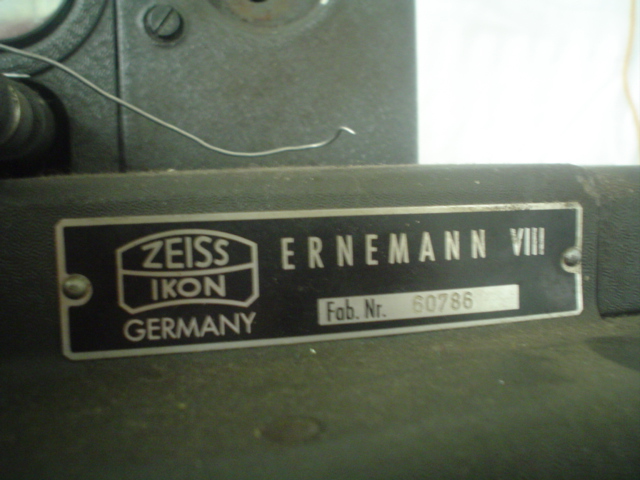 ZEISS
IKON
GERMANY
ERNEMANN VIII
Fab. Nr. 60786